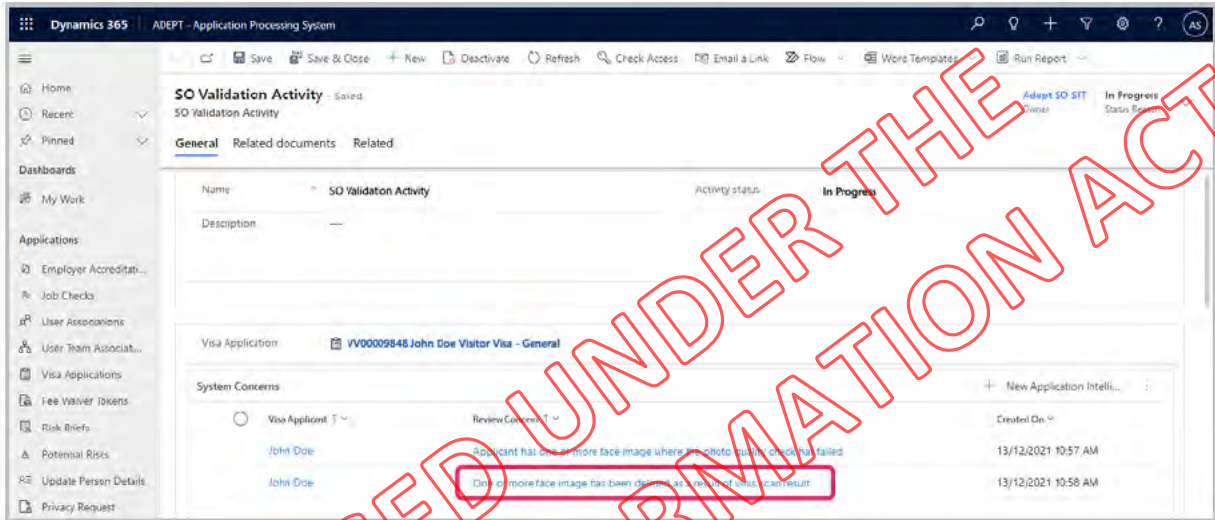 Dynamics 365 ADEPT - Application Processing System AS
Save Save & Close New Deactivate Refresh Check Access Email a Link Flow Word Templates Run Report
Home
Recent
Pinned
Dashboards
My Work
Applications
Employer Accreditati...
Job Checks
User Associations
User Team Associat...
Visa Applications
Fee Waiver Tokens
Risk Briefs
Potential Risks
Update Person Details
Privacy Request
SO Validation Activity - Saved
SO Validation Activity
Adept SO SIT
Owner
In Progress
Status Reason
General Related documents Related
Name * SO Validation Activity Activity status In Progress
Description ---
Visa Application VV00009848 John Doe Visitor Visa - General
System Concerns + New Application Intelli...
Visa Applicant Review Concern Created On
John Doe Applicant has one or more face image where the photo quality check has failed 13/12/2021 10:57 AM
John Doe One or more face image has been deleted as a result of virus scan result 13/12/2021 10:58 AM
ED UNDER THE
RMATION ACT